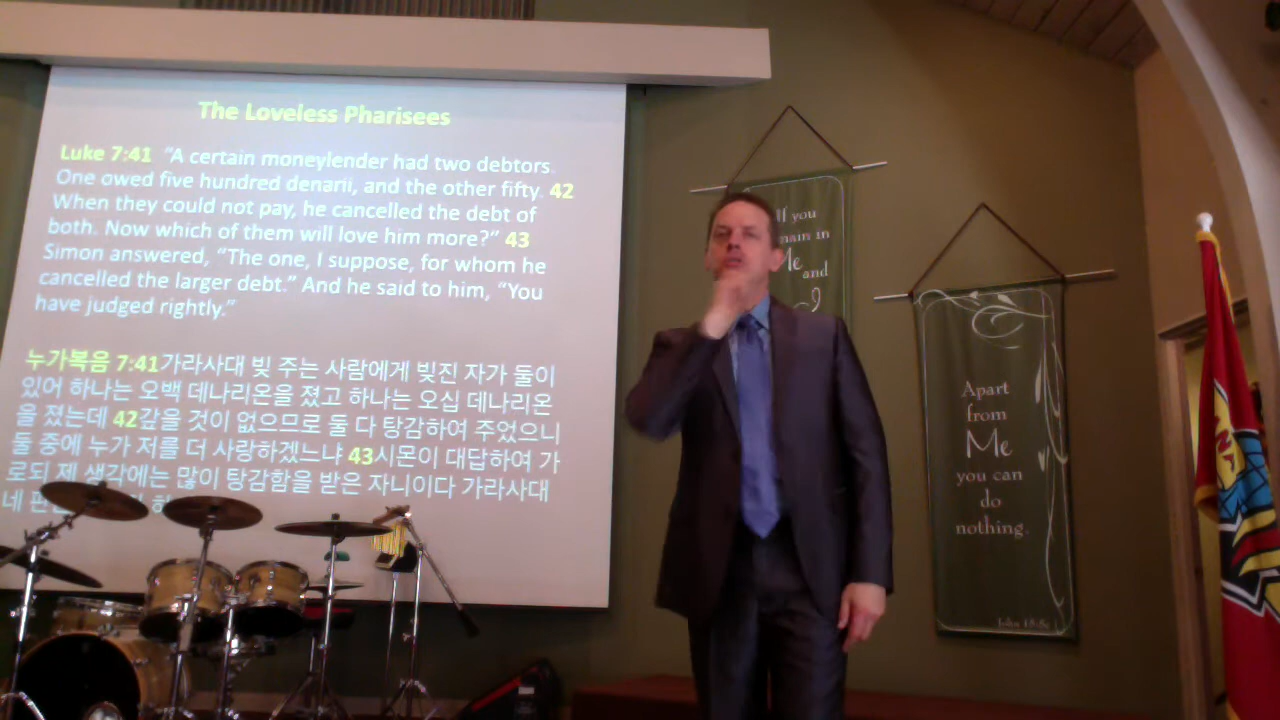 The Loveless Pharisees
Luke 7:41 “A certain moneylender had two debtors.
One owed five hundred denarii, and the other fifty. 42
When they could not pay, he cancelled the debt of
both. Now which of them will love him more?” 43
Simon answered, “The one, I suppose, for whom he
cancelled the larger debt.” And he said to him, “You
have judged rightly.”
누가복음 7:41가라사대 빚 주는 사람에게 빚진 자가 둘이
있어 하나는 오백 데나리온을 졌고 하나는 오십 데나리온
을 졌는데 42갚을 것이 없으므로 둘 다 탕감하여 주었으니
둘 중에 누가 저를 더 사랑하겠느냐 43시몬이 대답하여 가
로되 제 생각에는 많이 탕감함을 받은 자니이다 가라사대
네
If you
in
and
Apart
from
Me
you can
do
nothing.
John